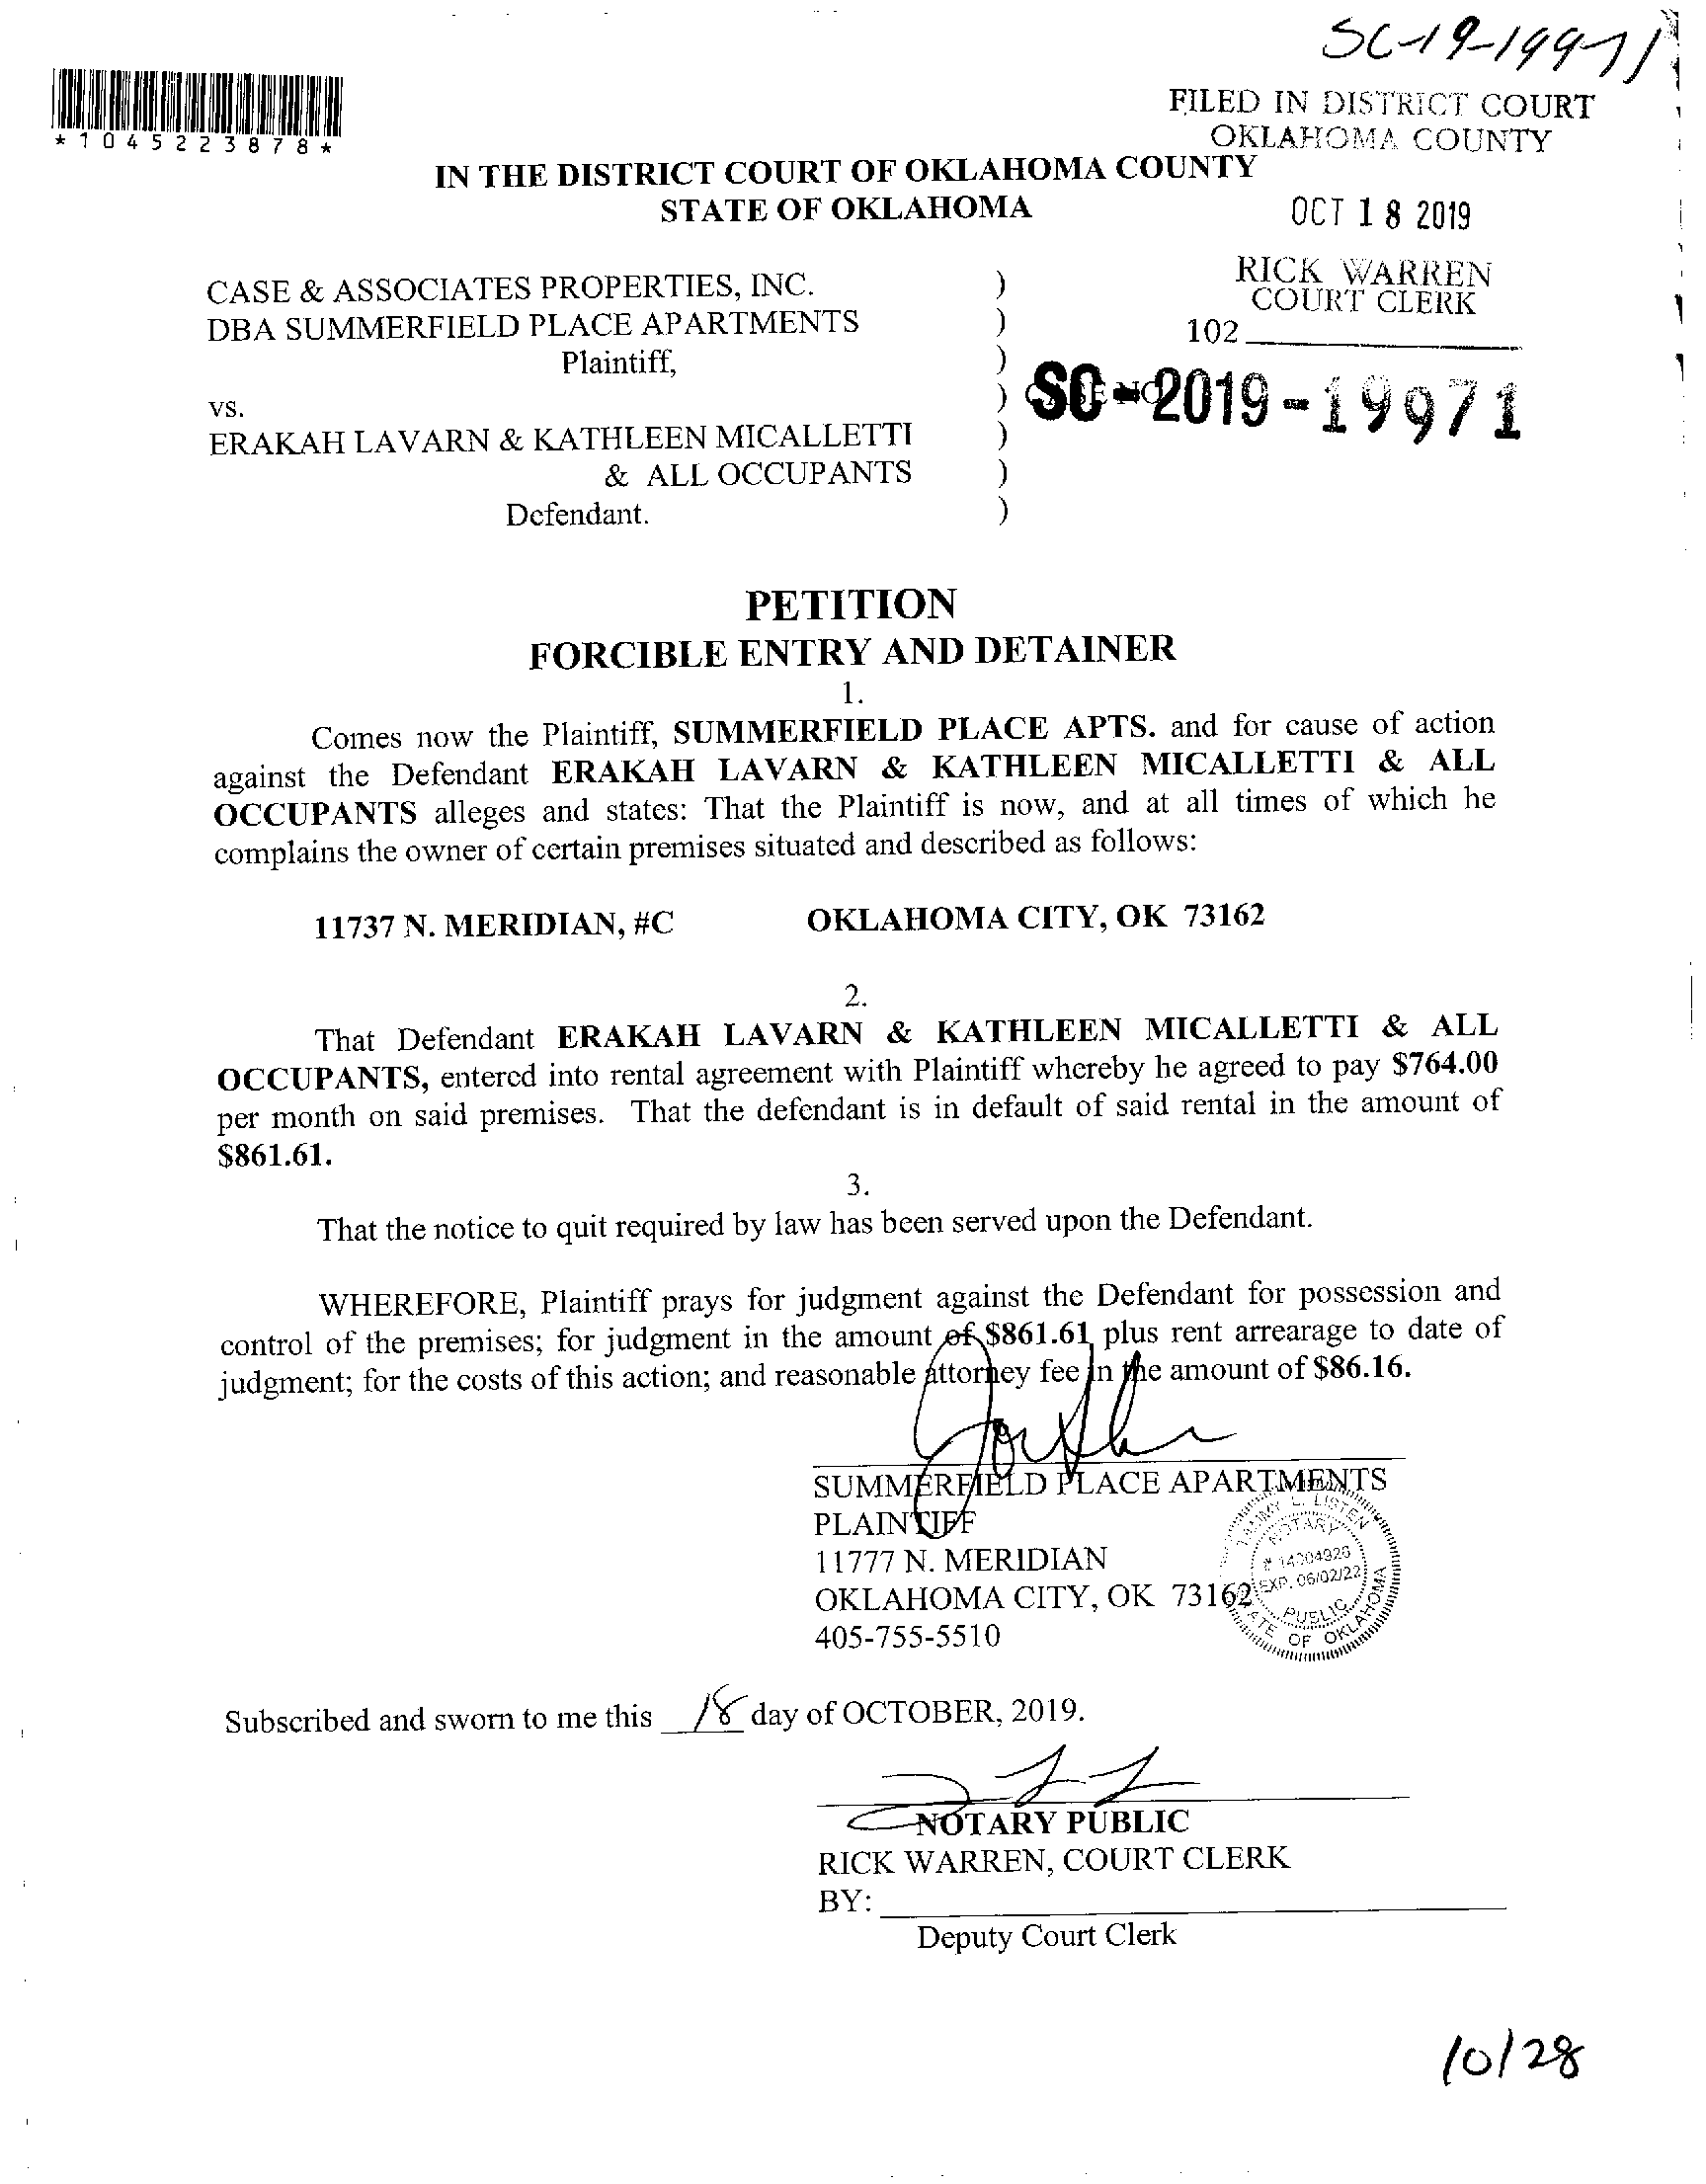 SC-19-19971
*1045223878*
FILED IN DISTRICT COURT
OKLAHOMA COUNTY
IN THE DISTRICT COURT OF OKLAHOMA COUNTY
STATE OF OKLAHOMA
OCT 18 2019
RICK WARREN
COURT CLERK
102
CASE & ASSOCIATES PROPERTIES, INC. )
DBA SUMMERFIELD PLACE APARTMENTS )
Plaintiff, )
) CASE NO. SC-2019-19971
vs.
ERAKAH LAVARN & KATHLEEN MICALLETTI )
& ALL OCCUPANTS )
Defendant. )
PETITION
FORCIBLE ENTRY AND DETAINER
1.
Comes now the Plaintiff, SUMMERFIELD PLACE APTS. and for cause of action
against the Defendant ERAKAH LAVARN & KATHLEEN MICALLETTI & ALL
OCCUPANTS alleges and states: That the Plaintiff is now, and at all times of which he
complains the owner of certain premises situated and described as follows:
11737 N. MERIDIAN, #C OKLAHOMA CITY, OK 73162
2.
That Defendant ERAKAH LAVARN & KATHLEEN MICALLETTI & ALL
OCCUPANTS, entered into rental agreement with Plaintiff whereby he agreed to pay $764.00
per month on said premises. That the defendant is in default of said rental in the amount of
$861.61.
3.
That the notice to quit required by law has been served upon the Defendant.
WHEREFORE, Plaintiff prays for judgment against the Defendant for possession and
control of the premises; for judgment in the amount of $861.61 plus rent arrearage to date of
judgment; for the costs of this action; and reasonable attorney fee in the amount of $86.16.
SUMMERFIELD PLACE APARTMENTS
PLAINTIFF
11777 N. MERIDIAN
OKLAHOMA CITY, OK 73162
405-755-5510
TAMMY L. LISTEN
NOTARY
# 14004926
EXP. 06/02/22
PUBLIC
STATE OF OKLAHOMA
Subscribed and sworn to me this 18 day of OCTOBER, 2019.
NOTARY PUBLIC
RICK WARREN, COURT CLERK
BY:
Deputy Court Clerk
10/28